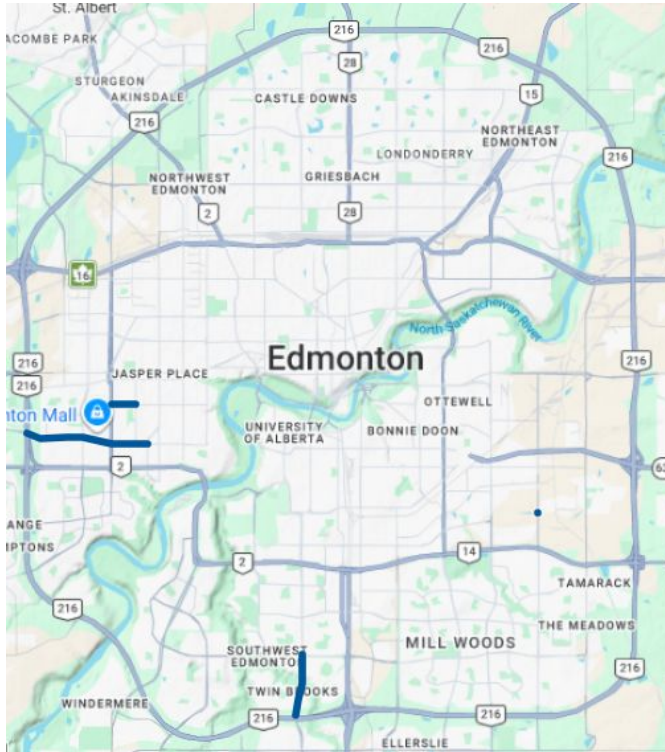 St. Albert
216
216
ACOMBE PARK
28
STURGEON
AKINSDALE
15
CASTLE DOWNS
216
NORTHEAST
EDMONTON
LONDONDERRY
216
NORTHWEST
EDMONTON
GRIESBACH
2
28
16
North Saskatchewan
River
Edmonton
216
216
JASPER PLACE
216
OTTEWELL
nton Mall
UNIVERSITY
OF ALBERTA
BONNIE DOON
2
63
ANGE
MPTONS
2
14
TAMARACK
216
THE MEADOWS
SOUTHWEST
EDMONTON
MILL WOODS
216
TWIN BROOKS
WINDERMERE
216
216
ELLERSLIE